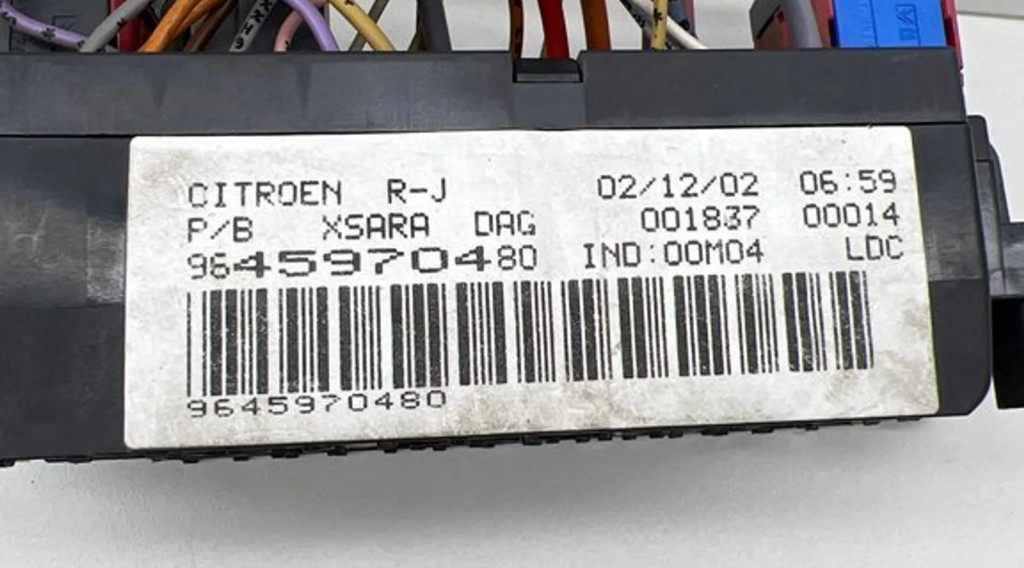 CITROEN R-J 02/12/02 06:59
P/B XSARA DAG 001837 00014
9645970480 IND:00M04 LDC
9645970480